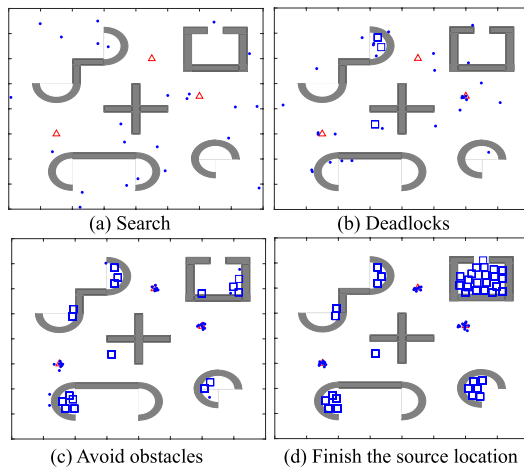 (a) Search
(b) Deadlocks
(c) Avoid obstacles
(d) Finish the source location